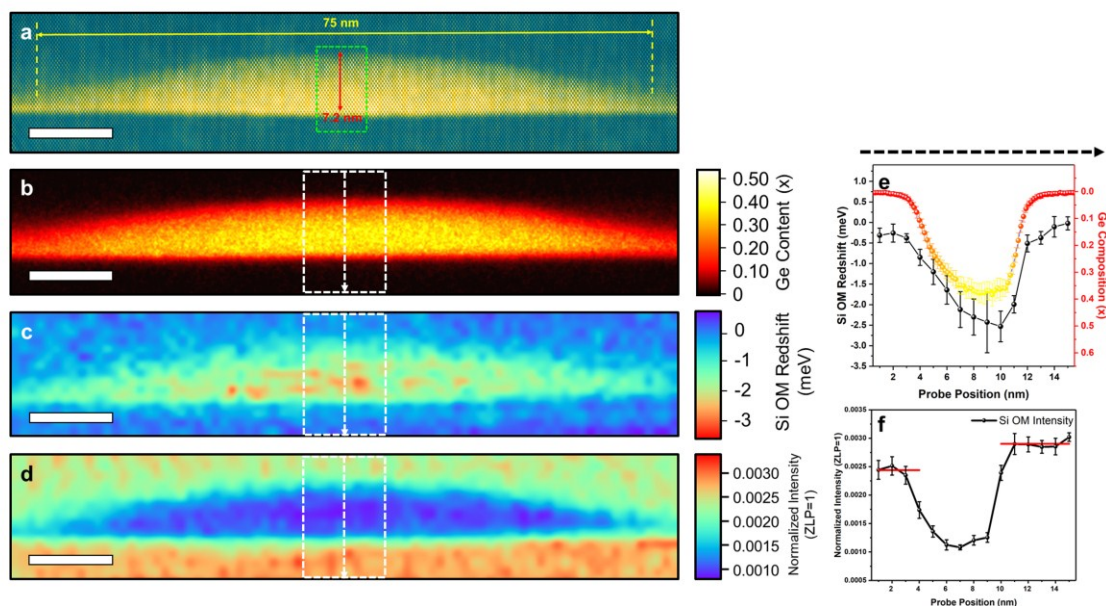 a
75 nm
7.2 nm
b
0.50
0.40
0.30
0.20
0.10
0
Ge Content (x)
c
0
-1
-2
-3
Si OM Redshift
(meV)
d
0.0030
0.0025
0.0020
0.0015
0.0010
Normalized Intensity
(ZLP=1)
e
1.0
0.5
0.0
-0.5
-1.0
-1.5
-2.0
-2.5
-3.0
-3.5
Si OM Redshift (meV)
0.0
0.1
0.2
0.3
0.4
0.5
0.6
Ge Composition (x)
2 4 6 8 10 12 14
Probe Position (nm)
f
Si OM Intensity
0.0035
0.0030
0.0025
0.0020
0.0015
0.0010
0.0005
Normalized Intensity (ZLP=1)
2 4 6 8 10 12 14
Probe Position (nm)